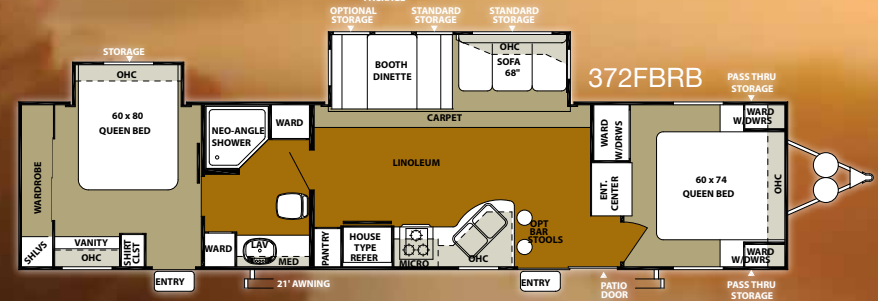 PACKAGE
OPTIONAL
STORAGE
STANDARD
STORAGE
STANDARD
STORAGE
STORAGE
OHC
60 x 80
QUEEN BED
WARDROBE
SHLVS
VANITY
OHC
SHIRT
CLST
NEO-ANGLE
SHOWER
WARD
WARD
LAV
MED
ENTRY
21' AWNING
BOOTH
DINETTE
OHC
SOFA
68"
CARPET
LINOLEUM
PANTRY
HOUSE
TYPE
REFER
MICRO
OHC
OPT
BAR
STOOLS
ENTRY
372FBRB
WARD
W/DRWS
ENT.
CENTER
PATIO
DOOR
60 x 74
QUEEN BED
PASS THRU
STORAGE
WARD
W/DWRS
OHC
WARD
W/DWRS
PASS THRU
STORAGE